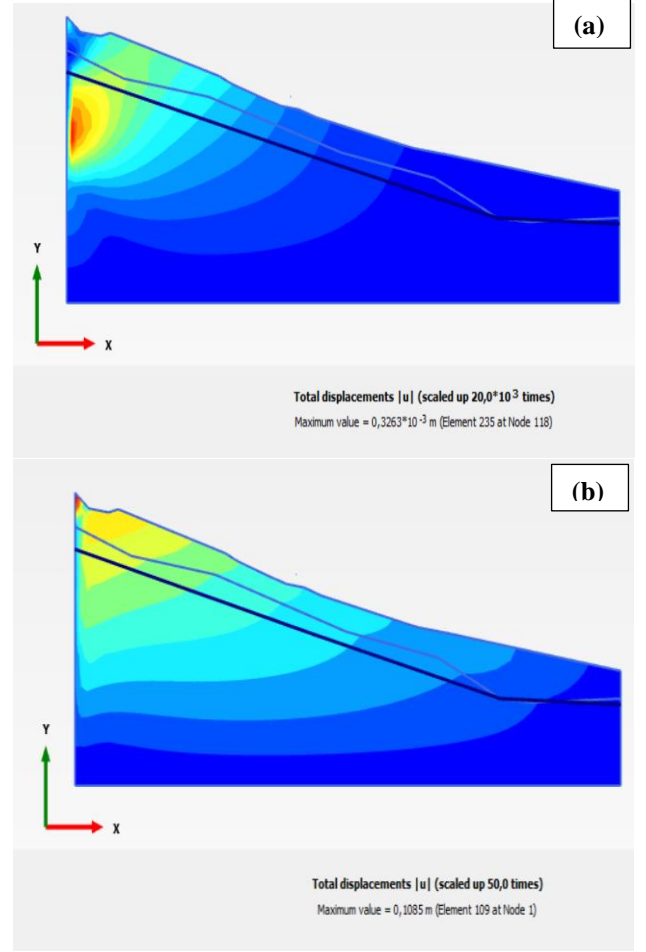 (a)
Y
X
Total displacements |u| (scaled up 20,0*10³ times)
Maximum value = 0,3263*10⁻³ m (Element 235 at Node 118)
(b)
Y
X
Total displacements |u| (scaled up 50,0 times)
Maximum value = 0,1085 m (Element 109 at Node 1)